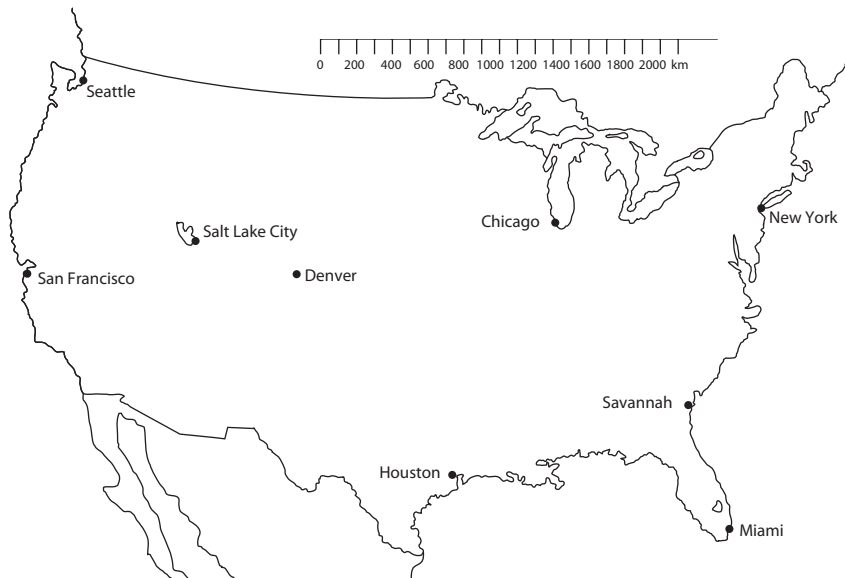 0 200 400 600 800 1000 1200 1400 1600 1800 2000 km
Seattle
Chicago
New York
Salt Lake City
San Francisco
Denver
Savannah
Houston
Miami